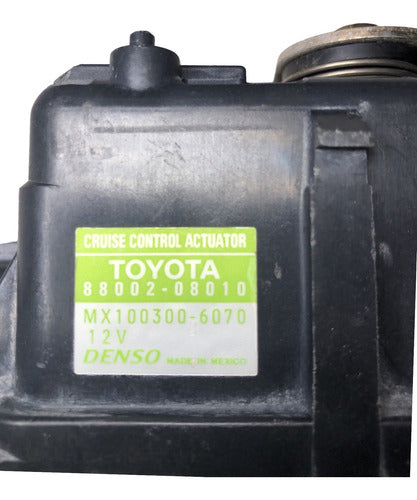 CRUISE CONTROL ACTUATOR
TOYOTA
88002-08010
MX100300-6070
12V
DENSO MADE IN MEXICO